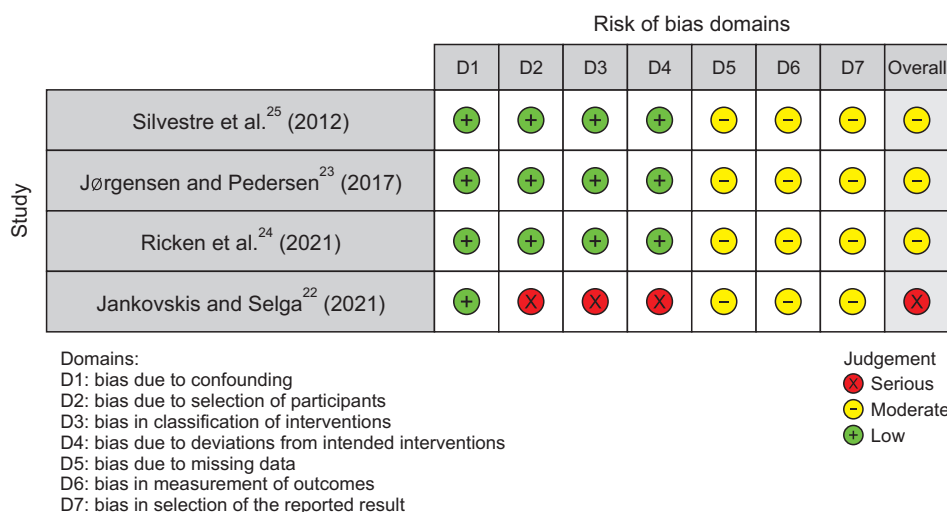 Risk of bias domains
D1 D2 D3 D4 D5 D6 D7 Overall
Study
Silvestre et al.25 (2012) + + + + − − − −
Jørgensen and Pedersen23 (2017) + + + + − − − −
Ricken et al.24 (2021) + + + + − − − −
Jankovskis and Selga22 (2021) + X X X − − − X
Domains:
D1: bias due to confounding
D2: bias due to selection of participants
D3: bias in classification of interventions
D4: bias due to deviations from intended interventions
D5: bias due to missing data
D6: bias in measurement of outcomes
D7: bias in selection of the reported result
Judgement
X Serious
− Moderate
+ Low